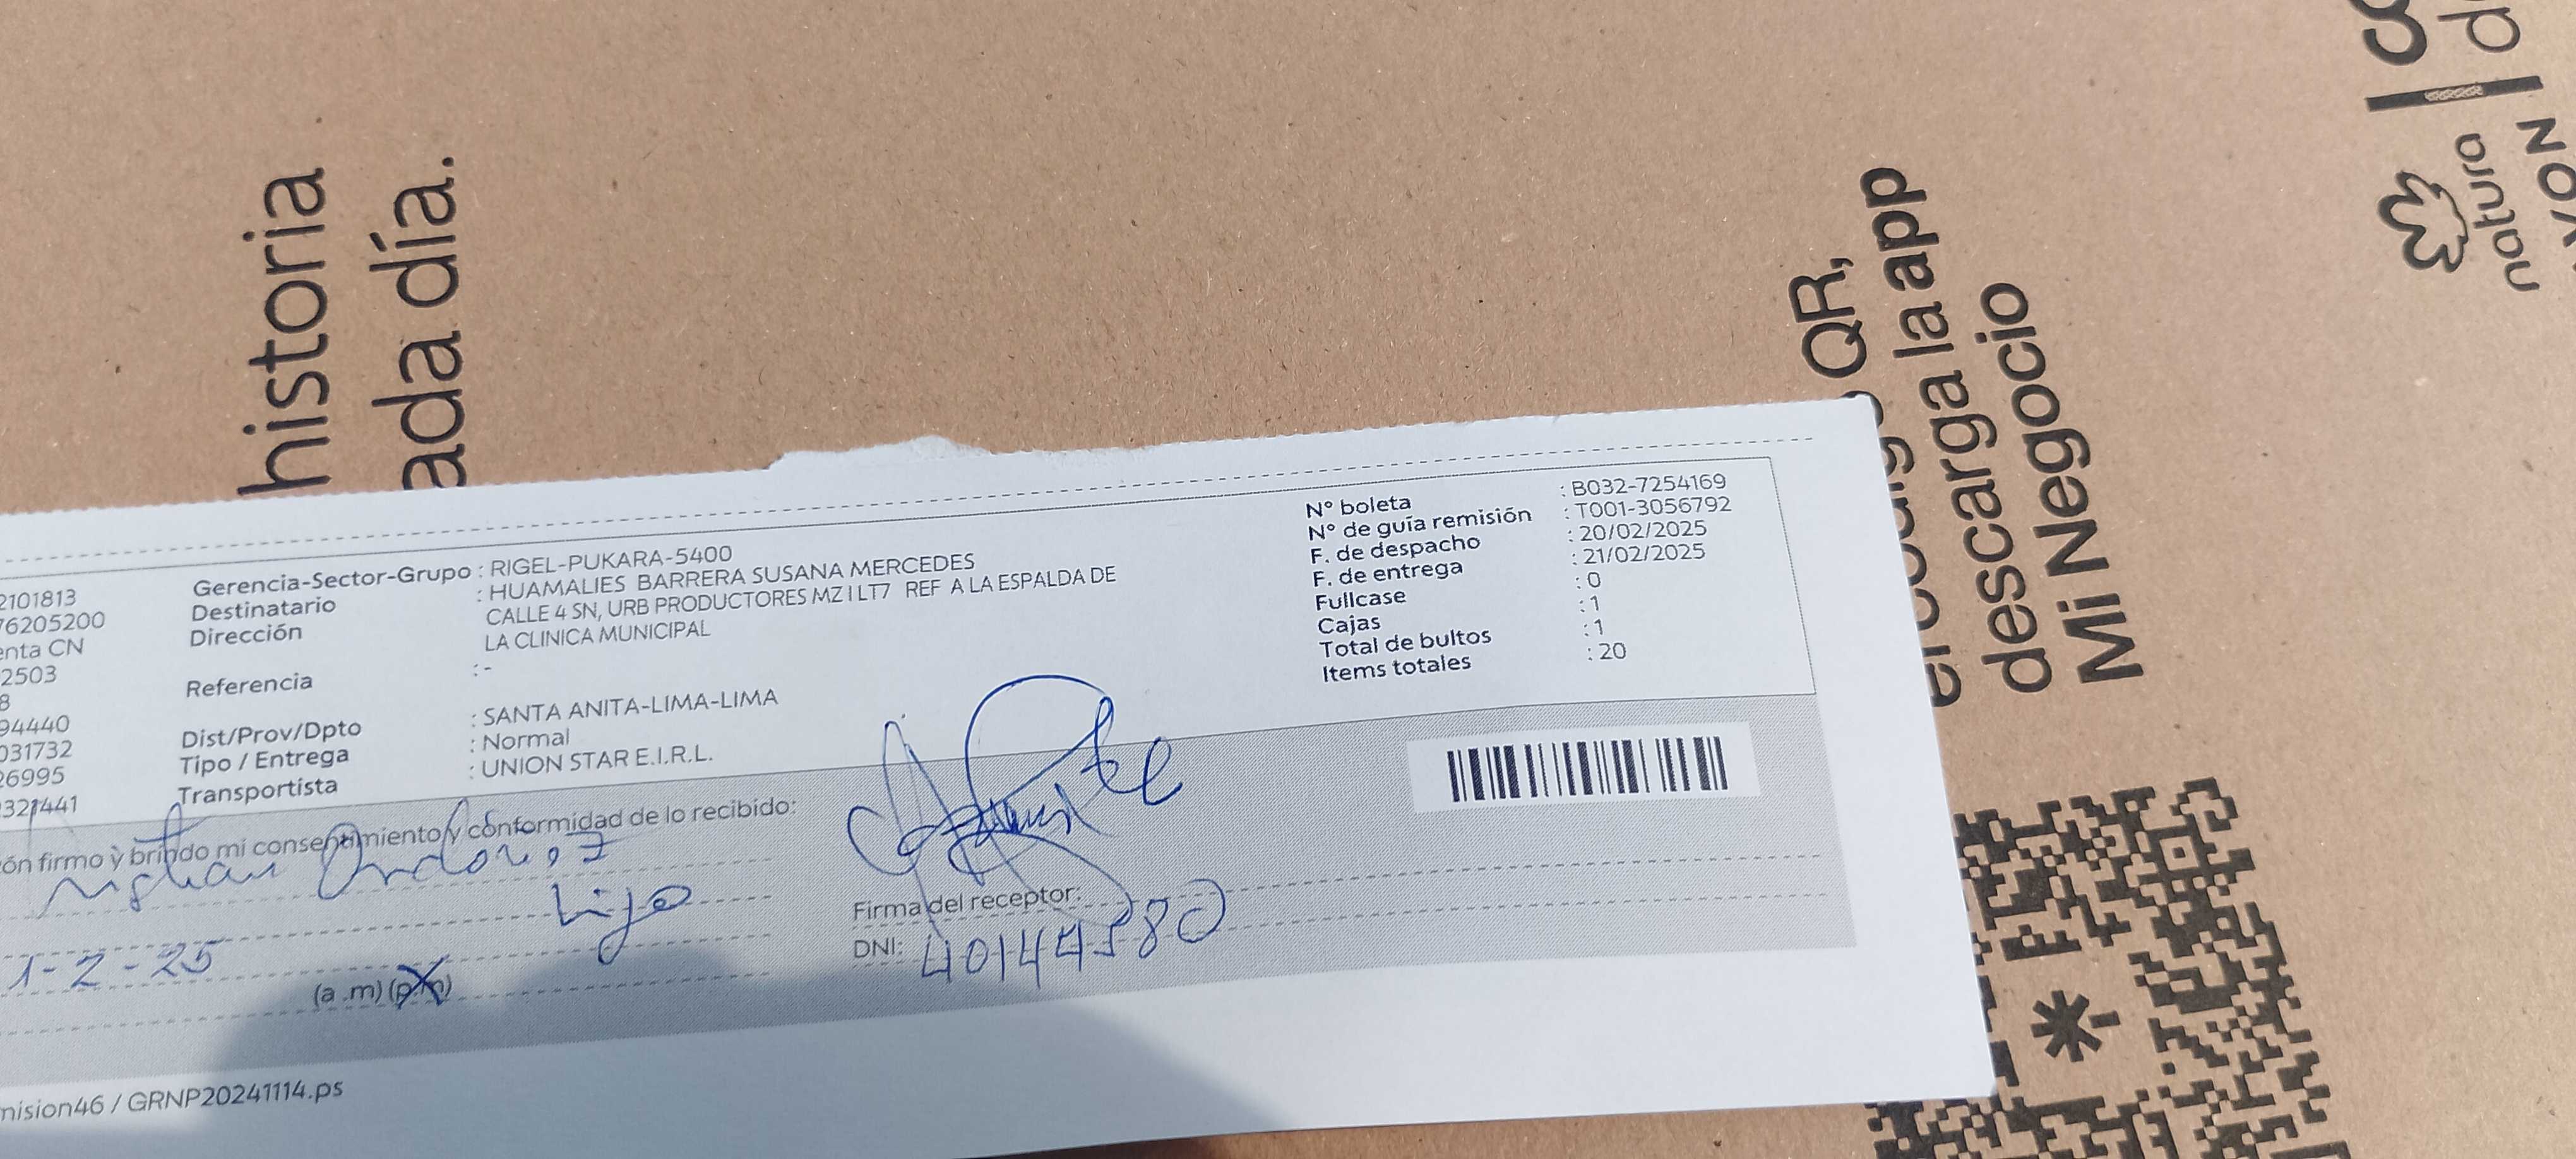 historia
ada día.
QR,
descarga la app
Mi Negocio
natura
2101813
76205200
enta CN
2503
8
94440
031732
26995
321441
Gerencia-Sector-Grupo : RIGEL-PUKARA-5400
Destinatario : HUAMALIES BARRERA SUSANA MERCEDES
Dirección CALLE 4 SN, URB PRODUCTORES MZ I LT7 REF A LA ESPALDA DE
LA CLINICA MUNICIPAL
Referencia : -
Dist/Prov/Dpto : SANTA ANITA-LIMA-LIMA
Tipo / Entrega : Normal
Transportista : UNION STAR E.I.R.L.
N° boleta : B032-7254169
N° de guía remisión : T001-3056792
F. de despacho : 20/02/2025
F. de entrega : 21/02/2025
Fullcase : 0
Cajas : 1
Total de bultos : 1
Items totales : 20
ón firmo y brindo mi consentimiento y conformidad de lo recibido:
hijo
1-2-25
(a .m) (p.m)
Firma del receptor:
DNI: 40144580
mision46 / GRNP20241114.ps